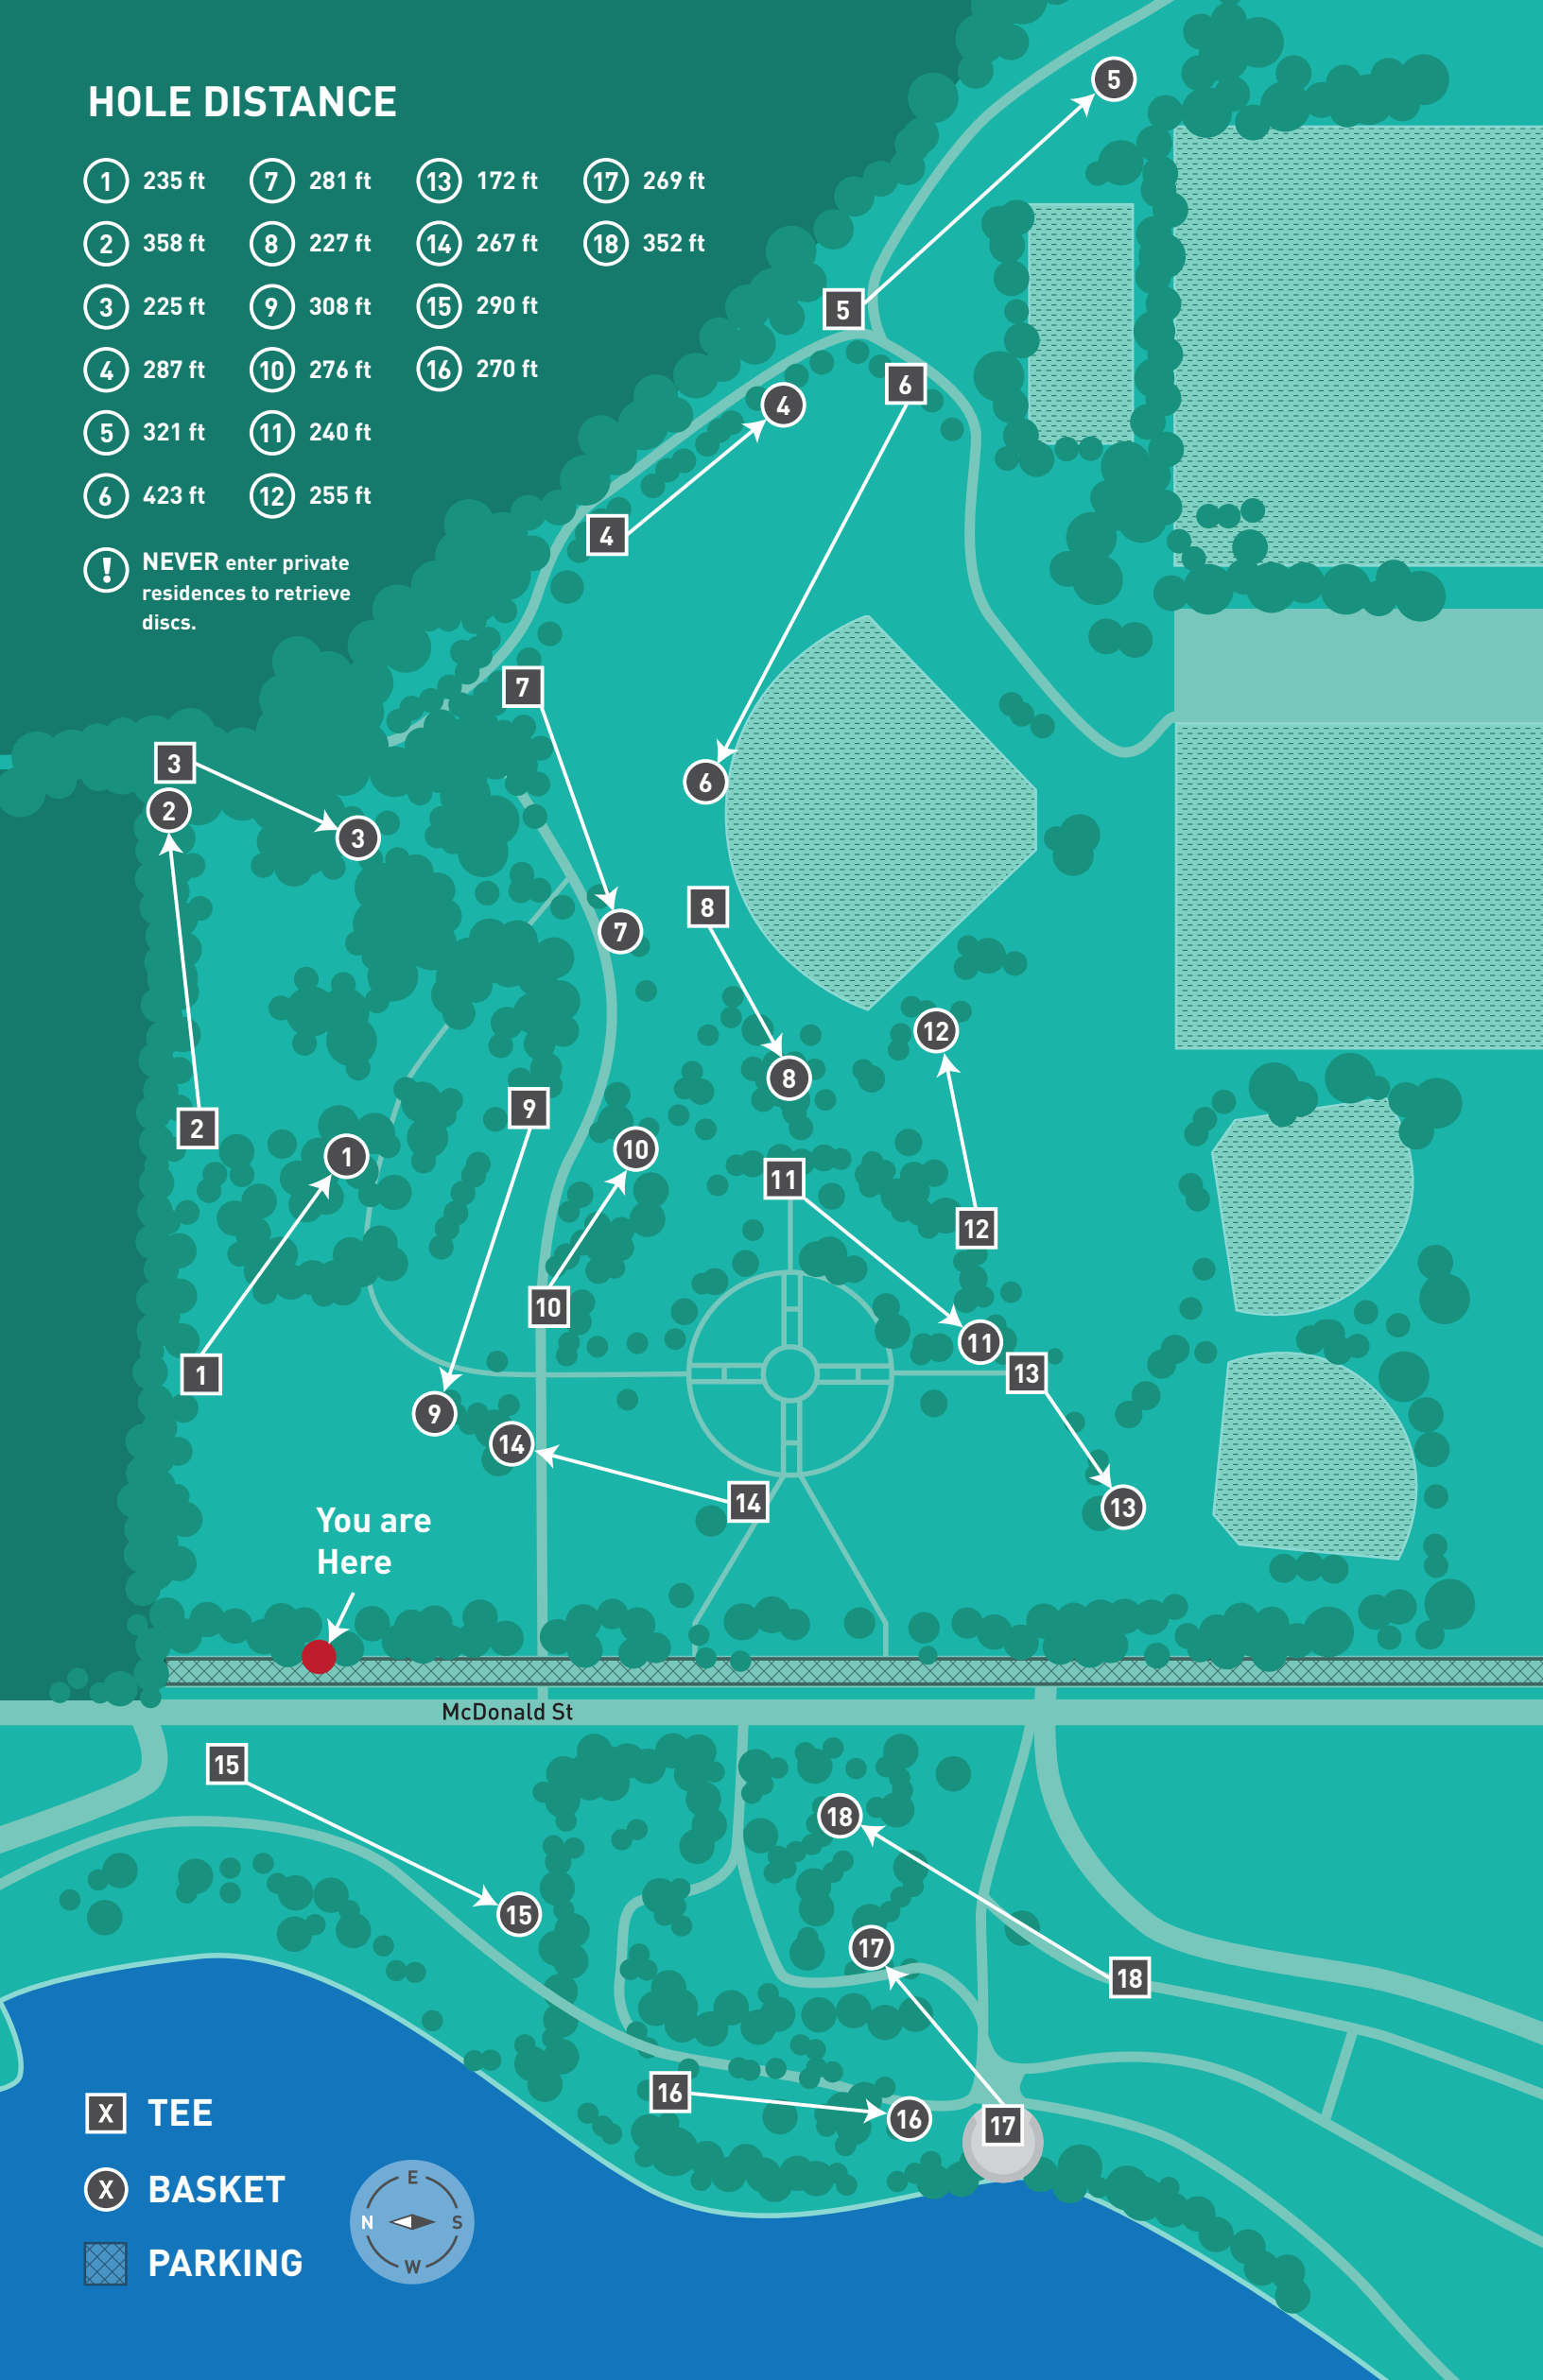 HOLE DISTANCE
1 235 ft 7 281 ft 13 172 ft 17 269 ft
2 358 ft 8 227 ft 14 267 ft 18 352 ft
3 225 ft 9 308 ft 15 290 ft
4 287 ft 10 276 ft 16 270 ft
5 321 ft 11 240 ft
6 423 ft 12 255 ft
! NEVER enter private
residences to retrieve
discs.
5
5
6
4
4
7
3
6
2
3
8
7
12
8
9
2
10
1
11
12
10
11
1
13
9
14
14
13
You are
Here
McDonald St
15
18
15
17
18
16
16
17
X TEE
X BASKET
PARKING
E
N S
W